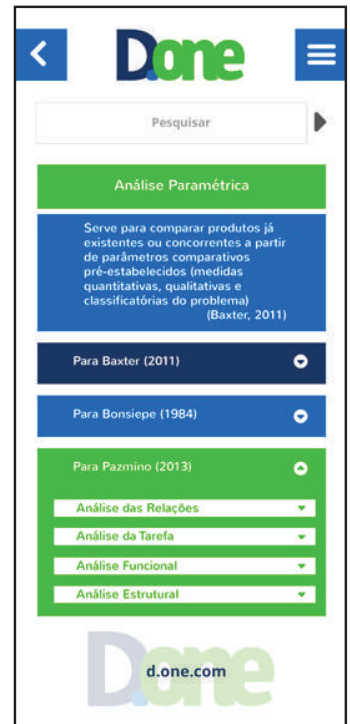 D.one
Pesquisar
Análise Paramétrica
Serve para comparar produtos já
existentes ou concorrentes a partir
de parâmetros comparativos
pré-estabelecidos (medidas
quantitativas, qualitativas e
classificatórias do problema)
(Baxter, 2011)
Para Baxter (2011)
Para Bonsiepe (1984)
Para Pazmino (2013)
Análise das Relações
Análise da Tarefa
Análise Funcional
Análise Estrutural
D.one
d.one.com